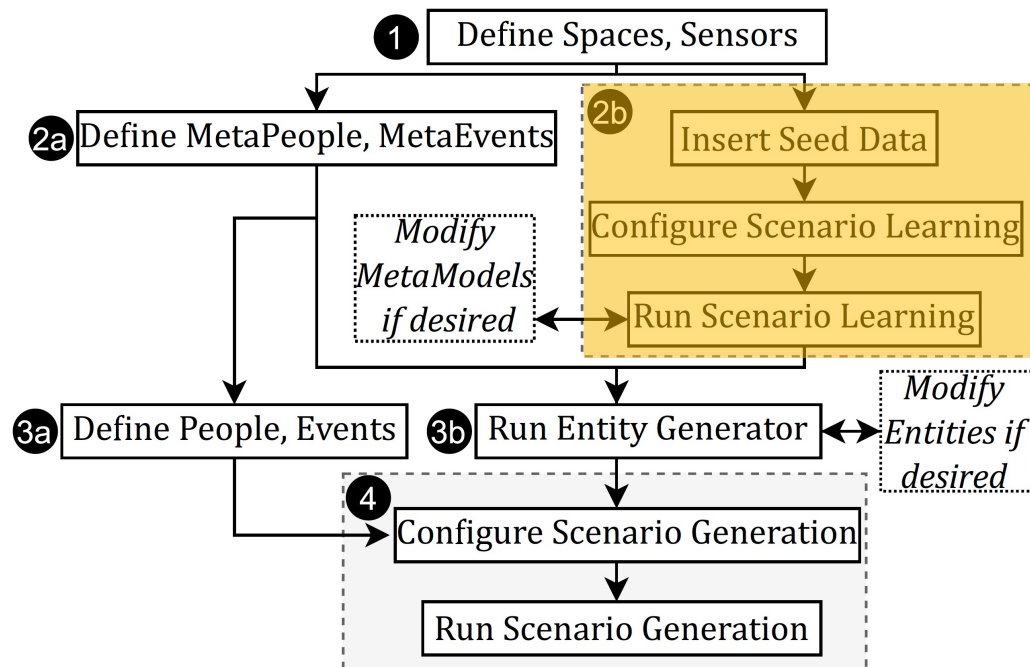 1
Define Spaces, Sensors
2a
Define MetaPeople, MetaEvents
2b
Insert Seed Data
Configure Scenario Learning
Run Scenario Learning
Modify
MetaModels
if desired
3a
Define People, Events
3b
Run Entity Generator
Modify
Entities if
desired
4
Configure Scenario Generation
Run Scenario Generation